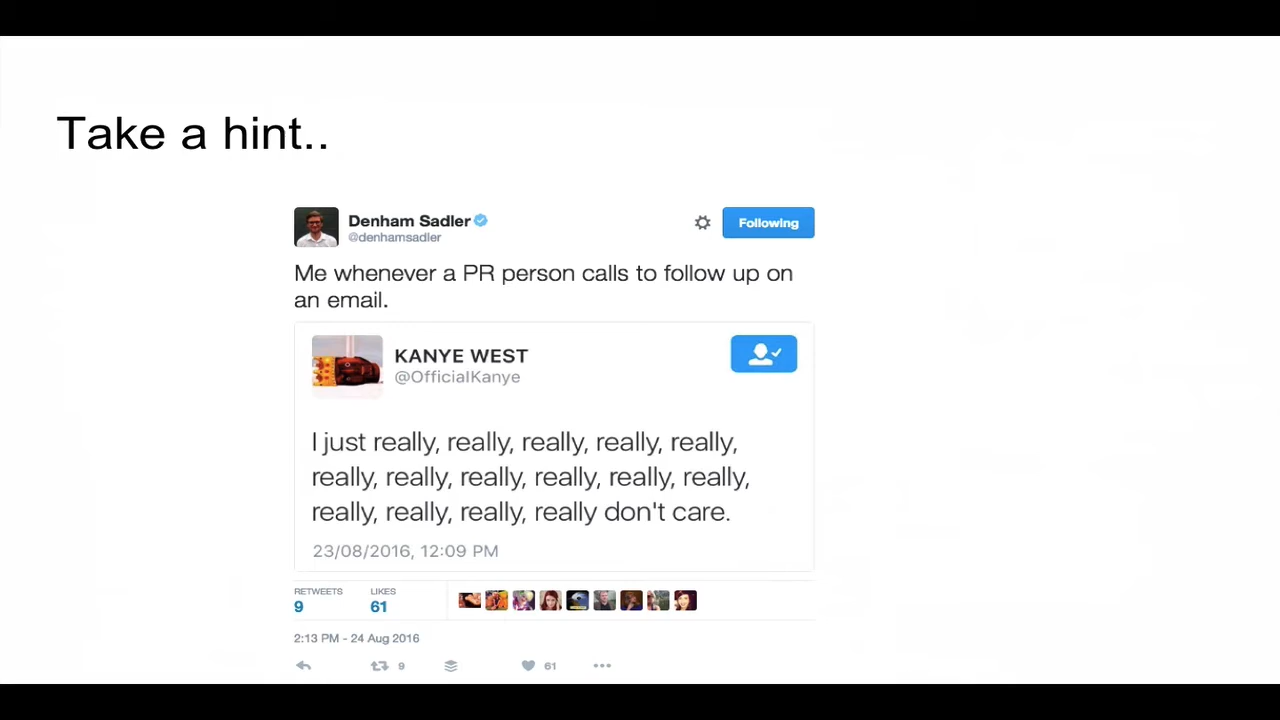 Take a hint..
Denham Sadler
@denhamsadler
Following
Me whenever a PR person calls to follow up on
an email.
KANYE WEST
@OfficialKanye
I just really, really, really, really, really,
really, really, really, really, really, really,
really, really, really, really don't care.
23/08/2016, 12:09 PM
RETWEETS LIKES
9 61
2:13 PM - 24 Aug 2016
9 61